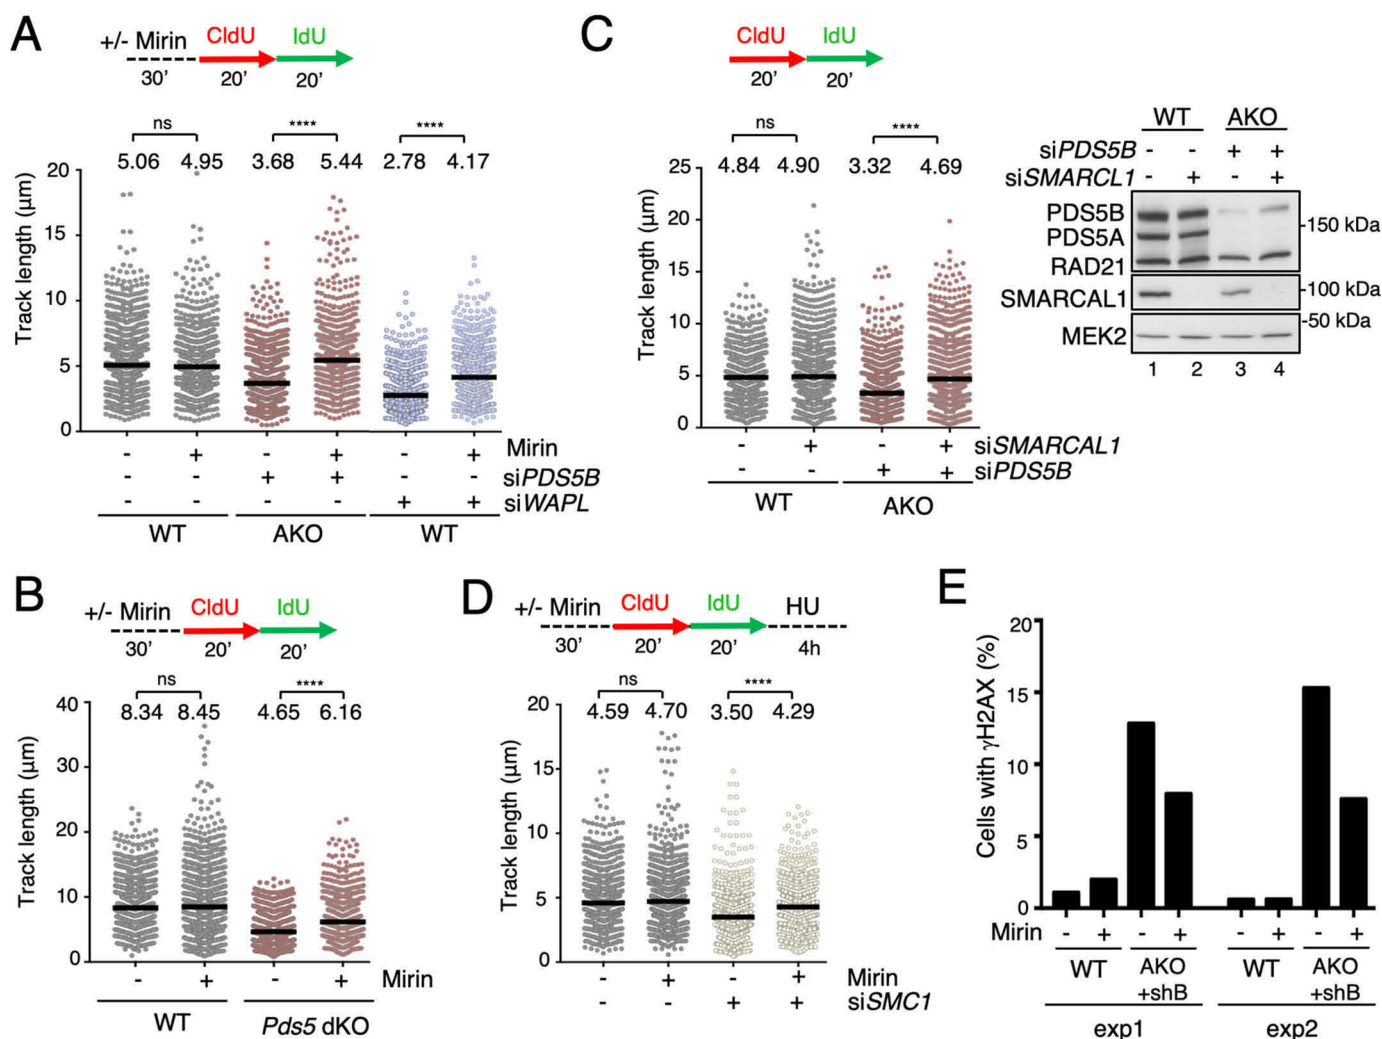 A
+/- Mirin CldU IdU
30' 20' 20'
ns **** ****
5.06 4.95 3.68 5.44 2.78 4.17
Track length (µm)
20
15
10
5
0
- + - + - + Mirin
- - + + - - siPDS5B
- - - - + + siWAPL
WT AKO WT
C
CldU IdU
20' 20'
ns ****
4.84 4.90 3.32 4.69
Track length (µm)
25
20
15
10
5
0
- + - + siSMARCAL1
- - + + siPDS5B
WT AKO
WT AKO
siPDS5B - - + +
siSMARCL1 - + - +
PDS5B
PDS5A
RAD21
SMARCAL1
MEK2
-150 kDa
-100 kDa
-50 kDa
1 2 3 4
B
+/- Mirin CldU IdU
30' 20' 20'
ns ****
8.34 8.45 4.65 6.16
Track length (µm)
40
30
20
10
0
- + - + Mirin
WT Pds5 dKO
D
+/- Mirin CldU IdU HU
30' 20' 20' 4h
ns ****
4.59 4.70 3.50 4.29
Track length (µm)
20
15
10
5
0
- + - + Mirin
- - + + siSMC1
E
Cells with γH2AX (%)
20
15
10
5
0
Mirin - + - + - + - +
WT AKO WT AKO
+shB +shB
exp1 exp2